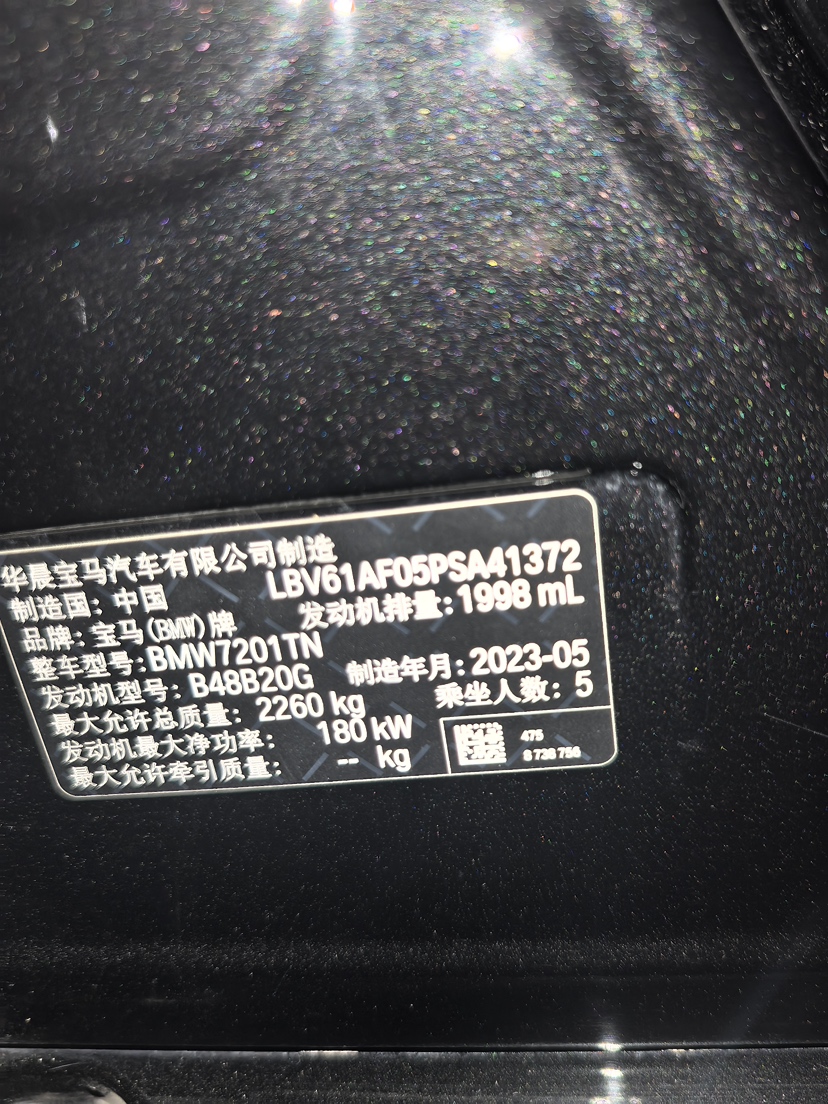 华晨宝马汽车有限公司制造
制造国：中国 LBV61AF05PSA41372
品牌：宝马(BMW)牌 发动机排量：1998 mL
整车型号：BMW7201TN
发动机型号：B48B20G 制造年月：2023-05
最大允许总质量：2260 kg 乘坐人数：5
发动机最大净功率：180 kW
最大允许牵引质量：-- kg
475
8 738 756